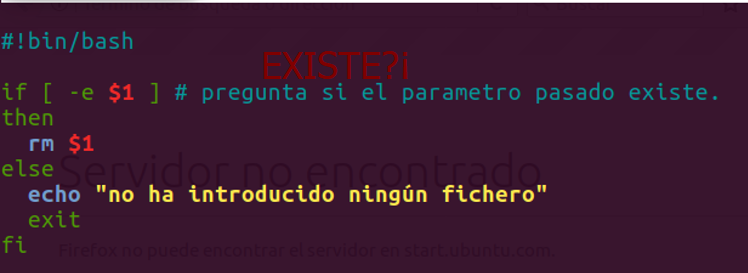 #!bin/bash
EXISTE?i
if [ -e $1 ] # pregunta si el parametro pasado existe.
then
rm $1
Servidor no encontrado
else
echo "no ha introducido ningún fichero"
exit
fi
Firefox no puede encontrar el servidor en start.ubuntu.com.